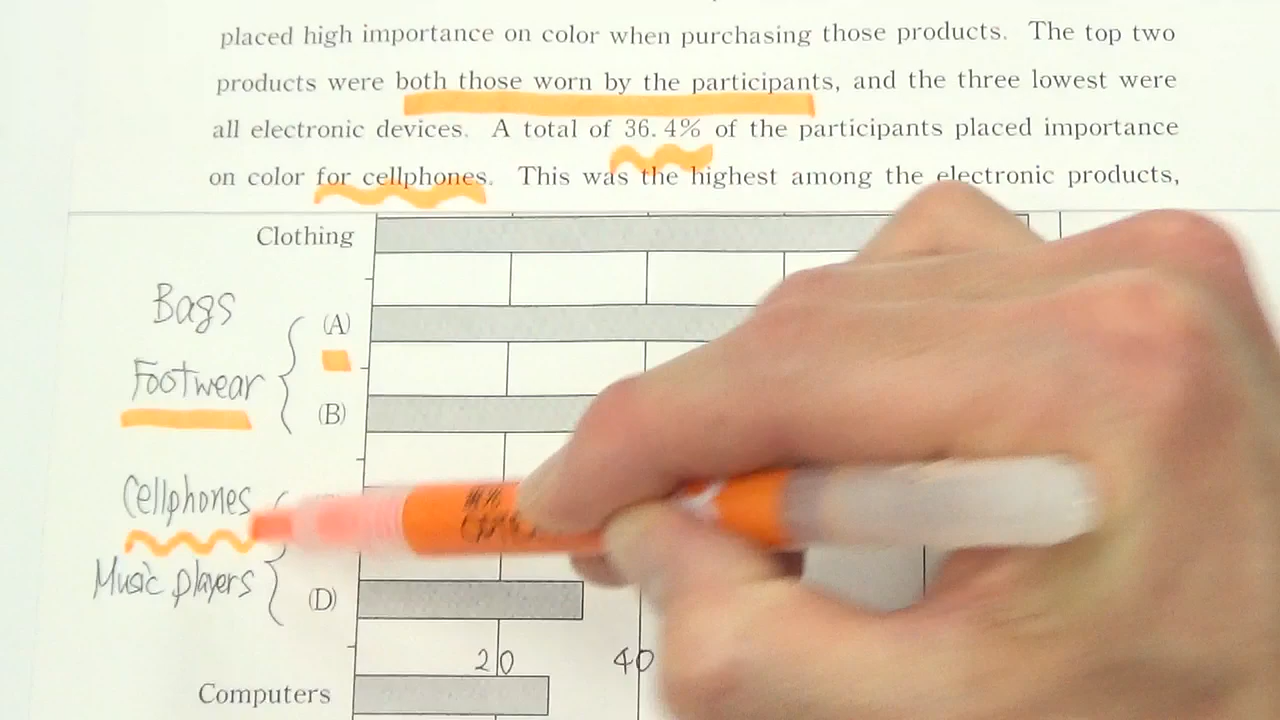 placed high importance on color when purchasing those products. The top two
products were both those worn by the participants, and the three lowest were
all electronic devices. A total of 36.4% of the participants placed importance
on color for cellphones. This was the highest among the electronic products,
Clothing
Bags
(A)
Footwear
(B)
Cellphones
Music players
(D)
20 40
Computers